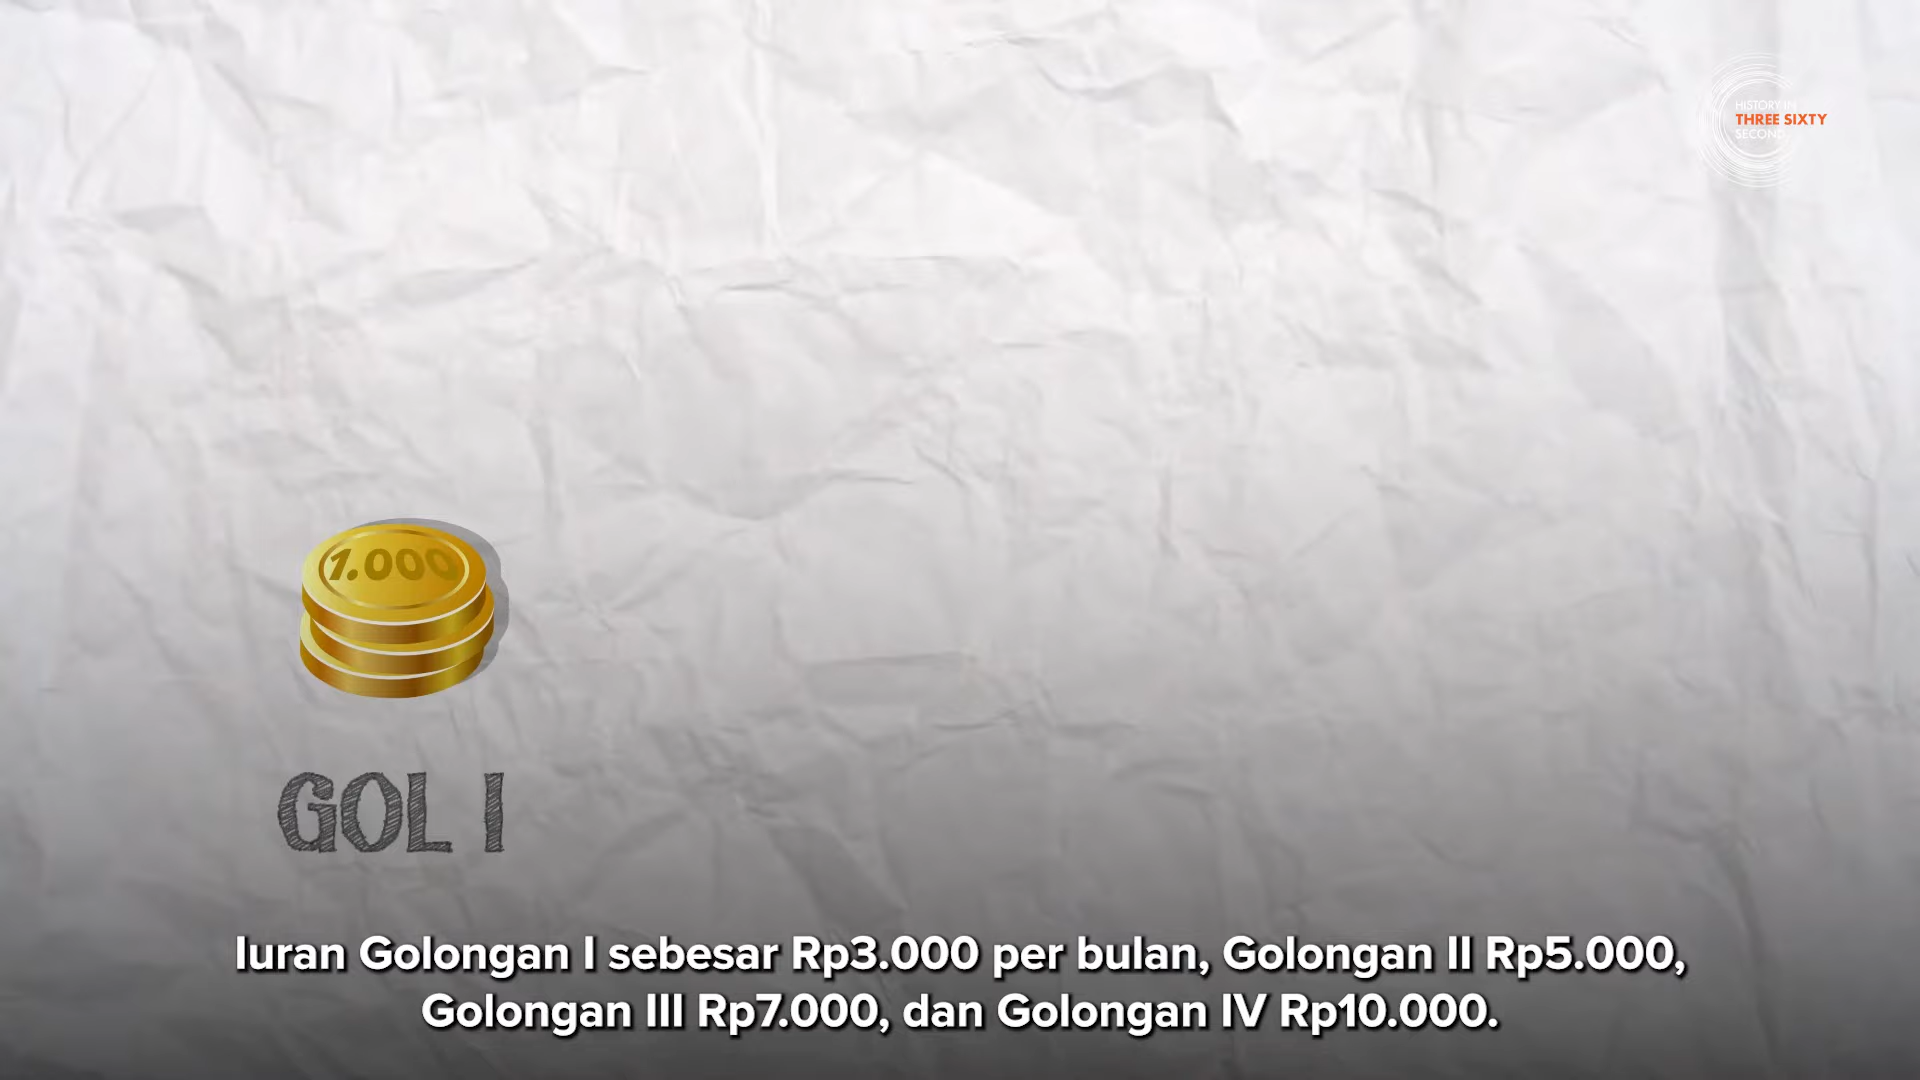 HISTORY IN
THREE SIXTY
SECOND
1.000
GOL I
Iuran Golongan I sebesar Rp3.000 per bulan, Golongan II Rp5.000,
Golongan III Rp7.000, dan Golongan IV Rp10.000.